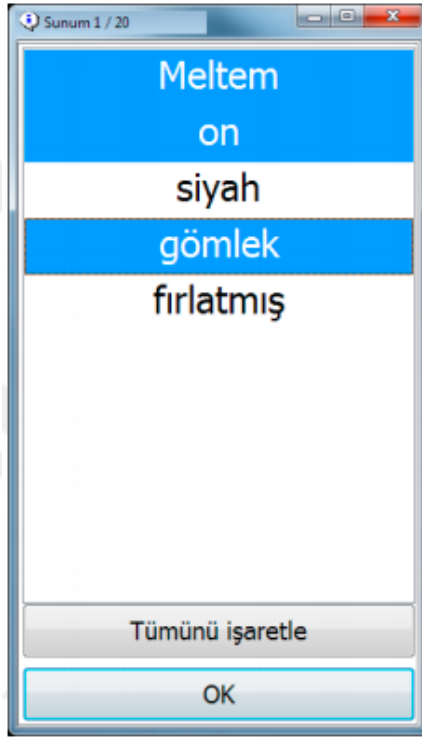 Sunum 1 / 20
Meltem
on
siyah
gömlek
fırlatmış
Tümünü işaretle
OK